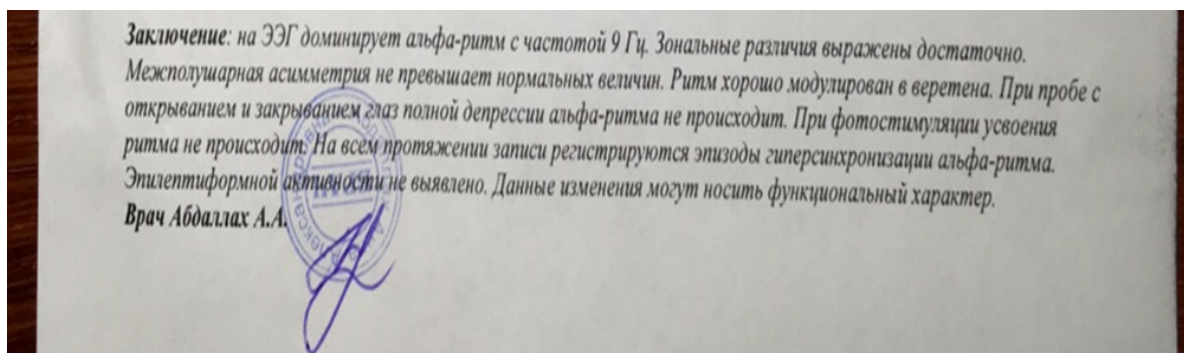 Заключение: на ЭЭГ доминирует альфа-ритм с частотой 9 Гц. Зональные различия выражены достаточно.
Межполушарная асимметрия не превышает нормальных величин. Ритм хорошо модулирован в веретена. При пробе с
открыванием и закрыванием глаз полной депрессии альфа-ритма не происходит. При фотостимуляции усвоения
ритма не происходит. На всем протяжении записи регистрируются эпизоды гиперсинхронизации альфа-ритма.
Эпилептиформной активности не выявлено. Данные изменения могут носить функциональный характер.
Врач Абдаллах А.А.